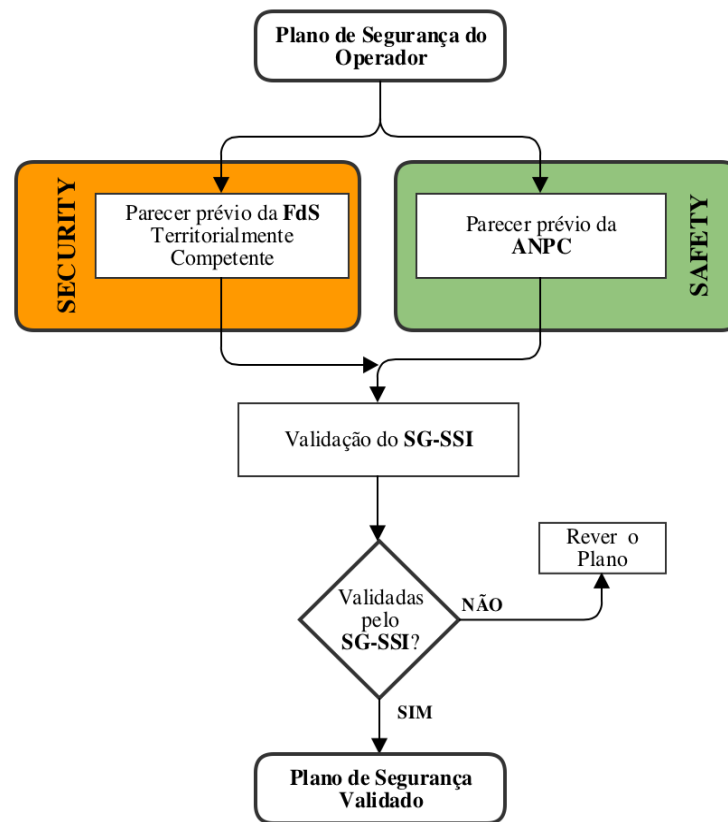 Plano de Segurança do
Operador
SECURITY
Parecer prévio da FdS
Territorialmente
Competente
Parecer prévio da
ANPC
SAFETY
Validação do SG-SSI
Rever o
Plano
Validadas
pelo
SG-SSI?
NÃO
SIM
Plano de Segurança
Validado